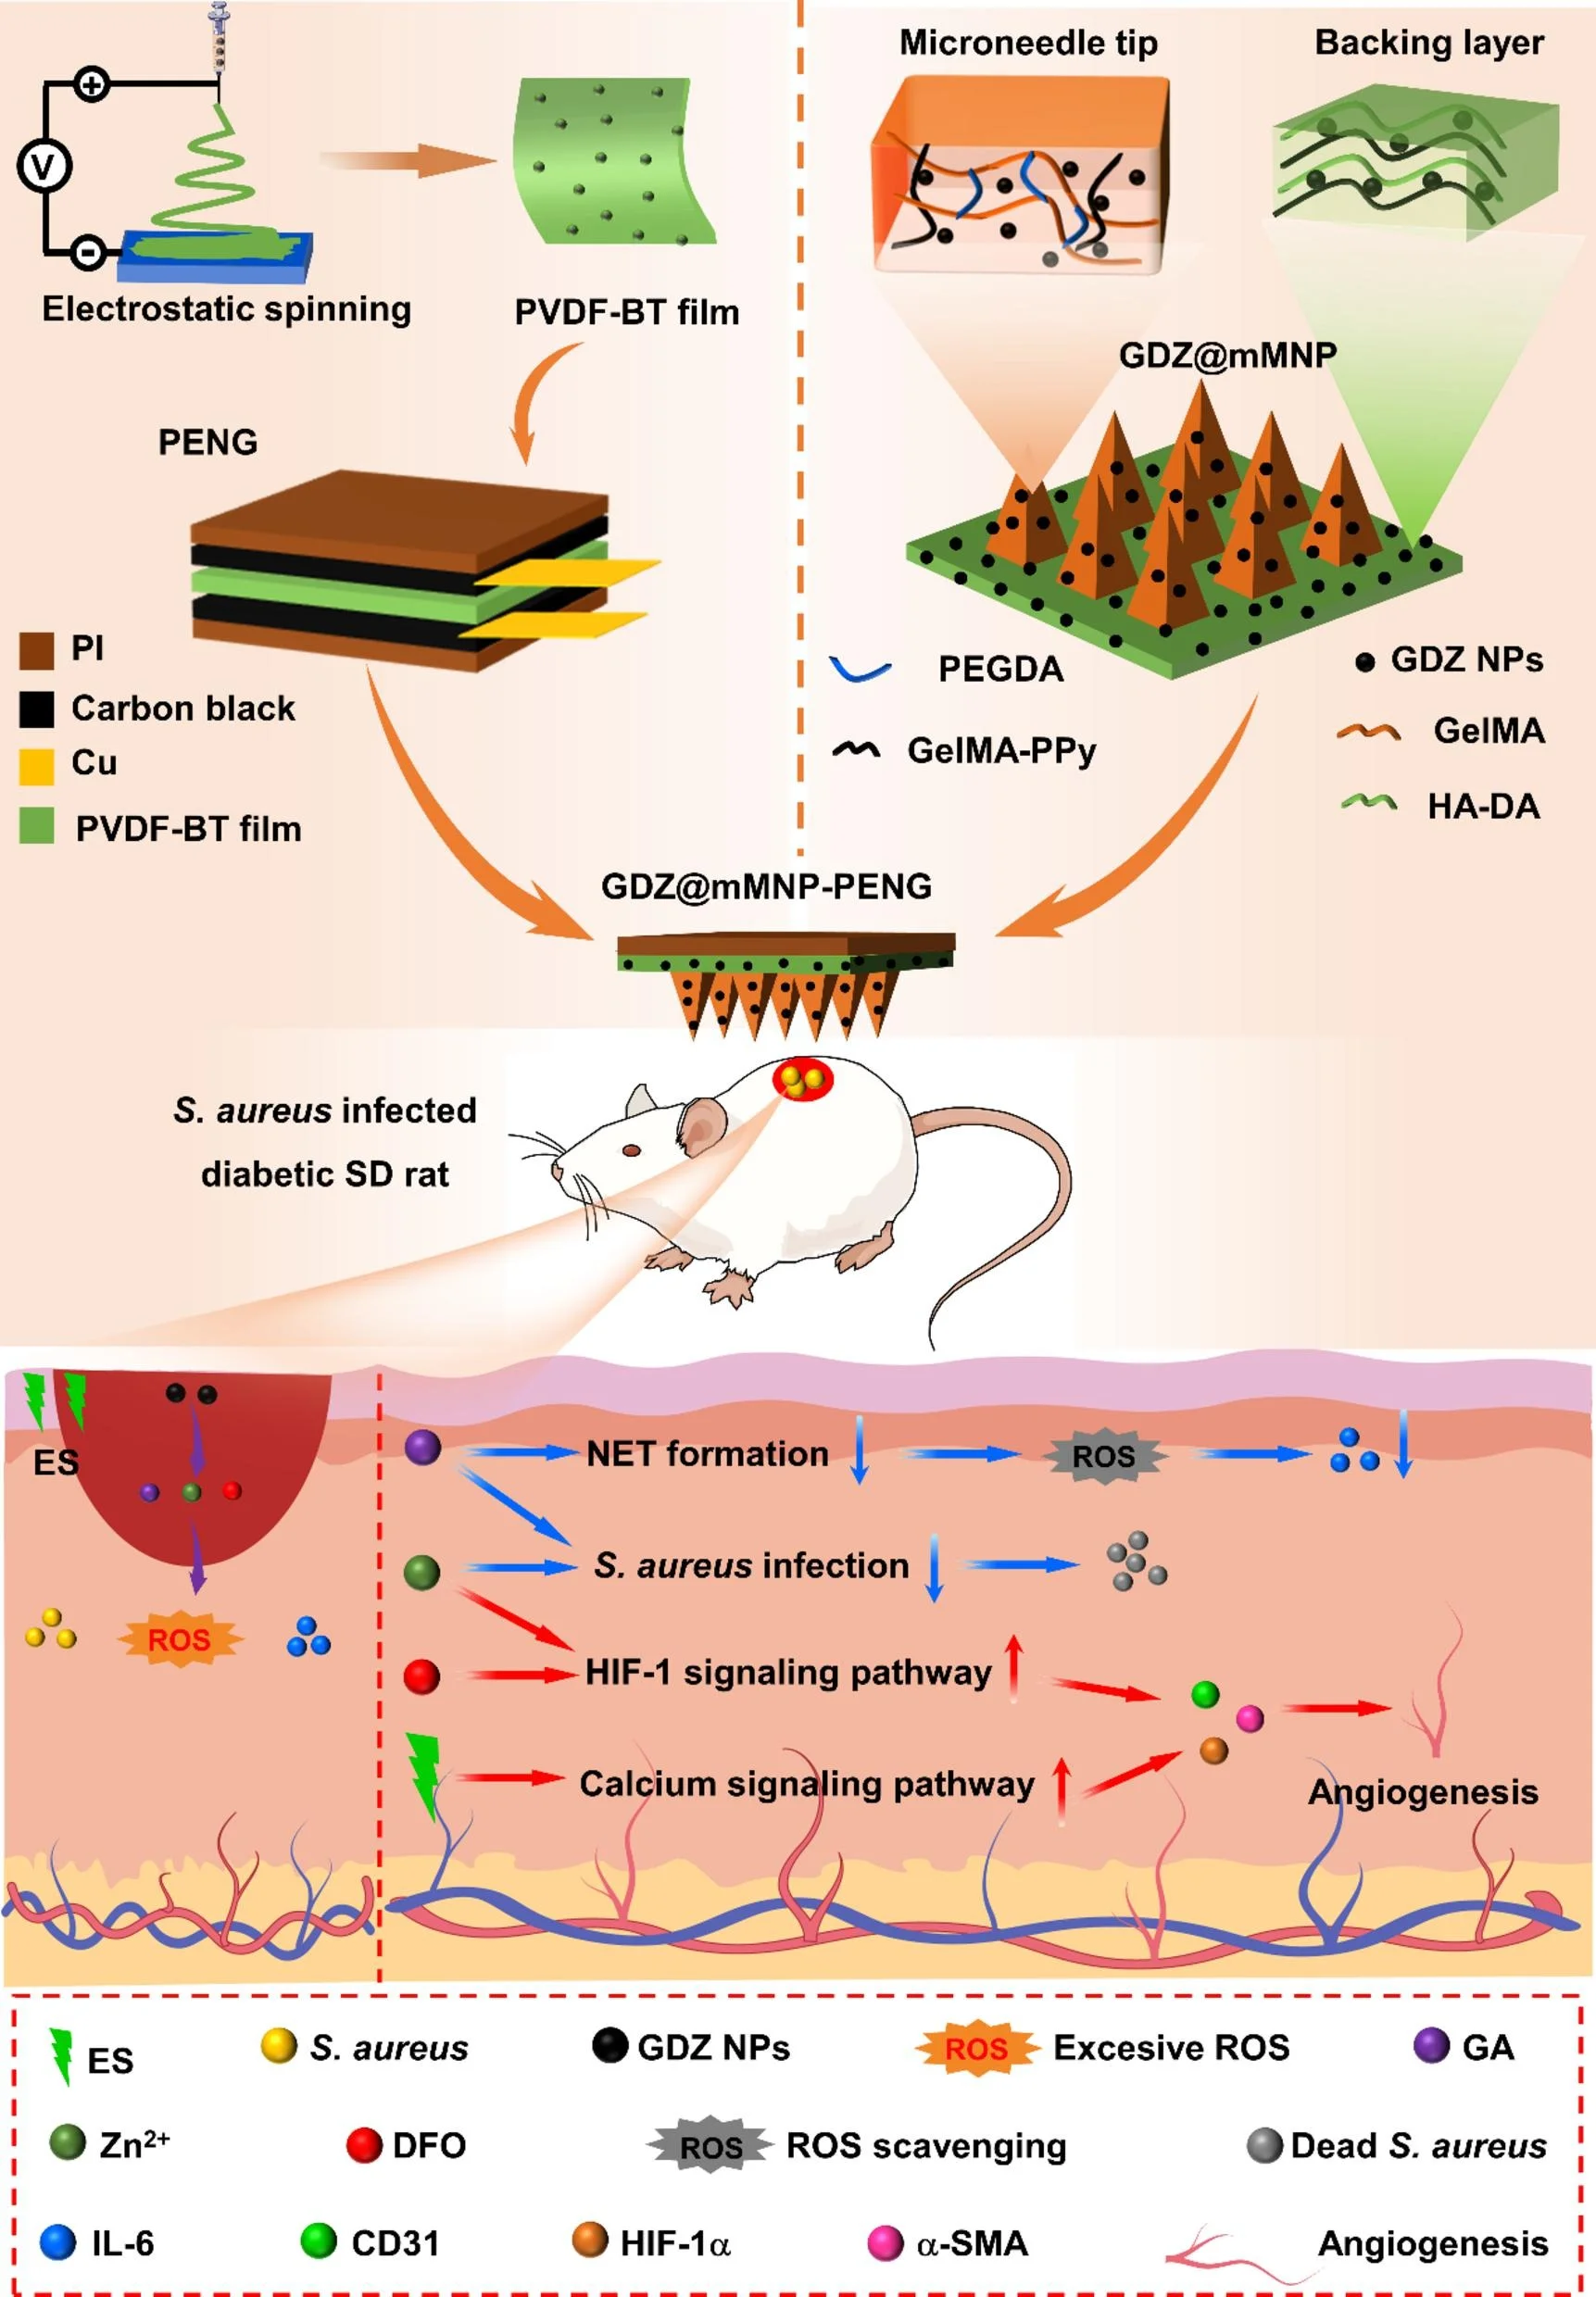 Microneedle tip
Backing layer
+
V
-
Electrostatic spinning
PVDF-BT film
GDZ@mMNP
PENG
PI
Carbon black
Cu
PVDF-BT film
PEGDA
GelMA-PPy
GDZ NPs
GelMA
HA-DA
GDZ@mMNP-PENG
S. aureus infected
diabetic SD rat
ES
ROS
NET formation
ROS
S. aureus infection
HIF-1 signaling pathway
Calcium signaling pathway
Angiogenesis
ES
S. aureus
GDZ NPs
ROS
Excesive ROS
GA
Zn²⁺
DFO
ROS
ROS scavenging
Dead S. aureus
IL-6
CD31
HIF-1α
α-SMA
Angiogenesis